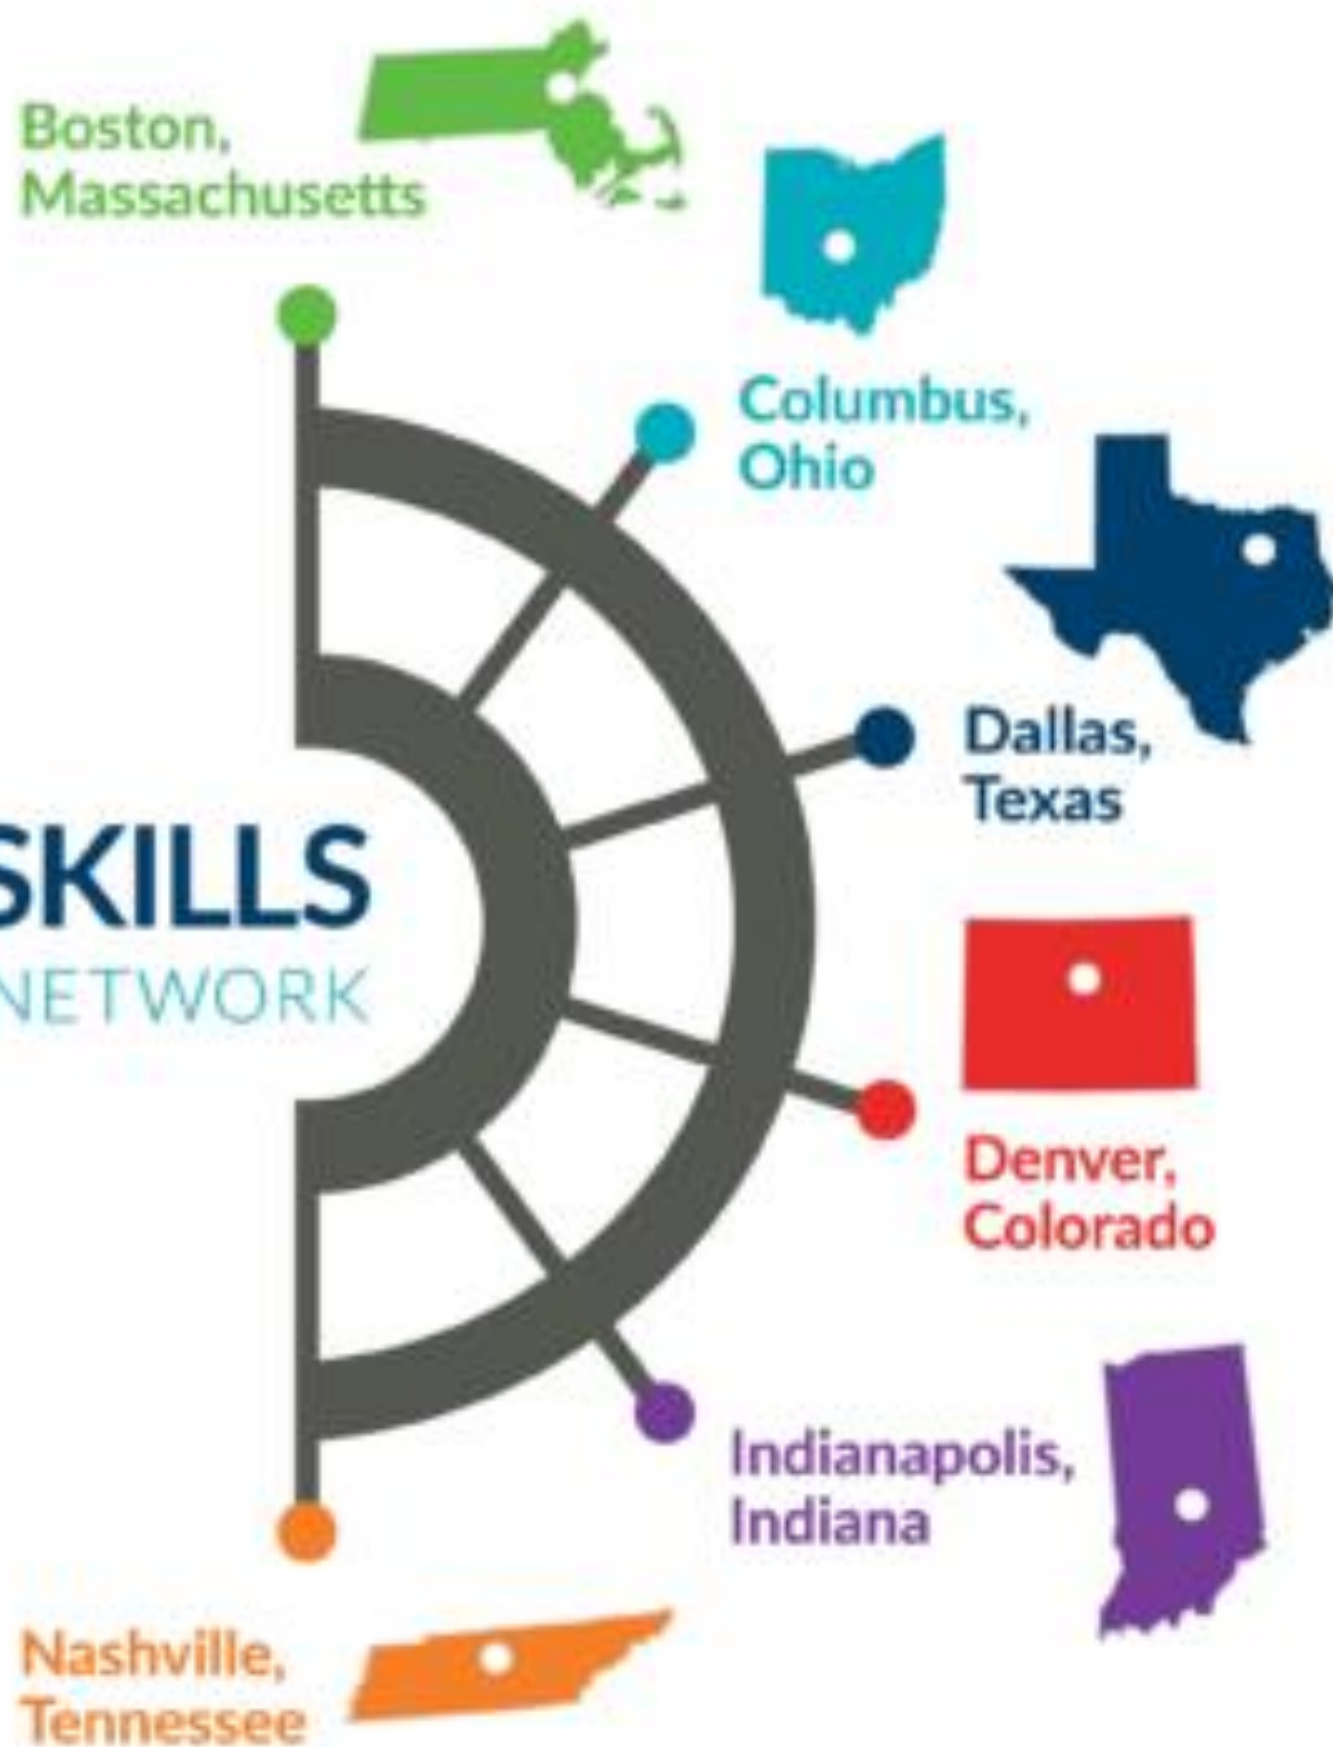 Boston,
Massachusetts
Columbus,
Ohio
Dallas,
Texas
SKILLS
NETWORK
Denver,
Colorado
Indianapolis,
Indiana
Nashville,
Tennessee